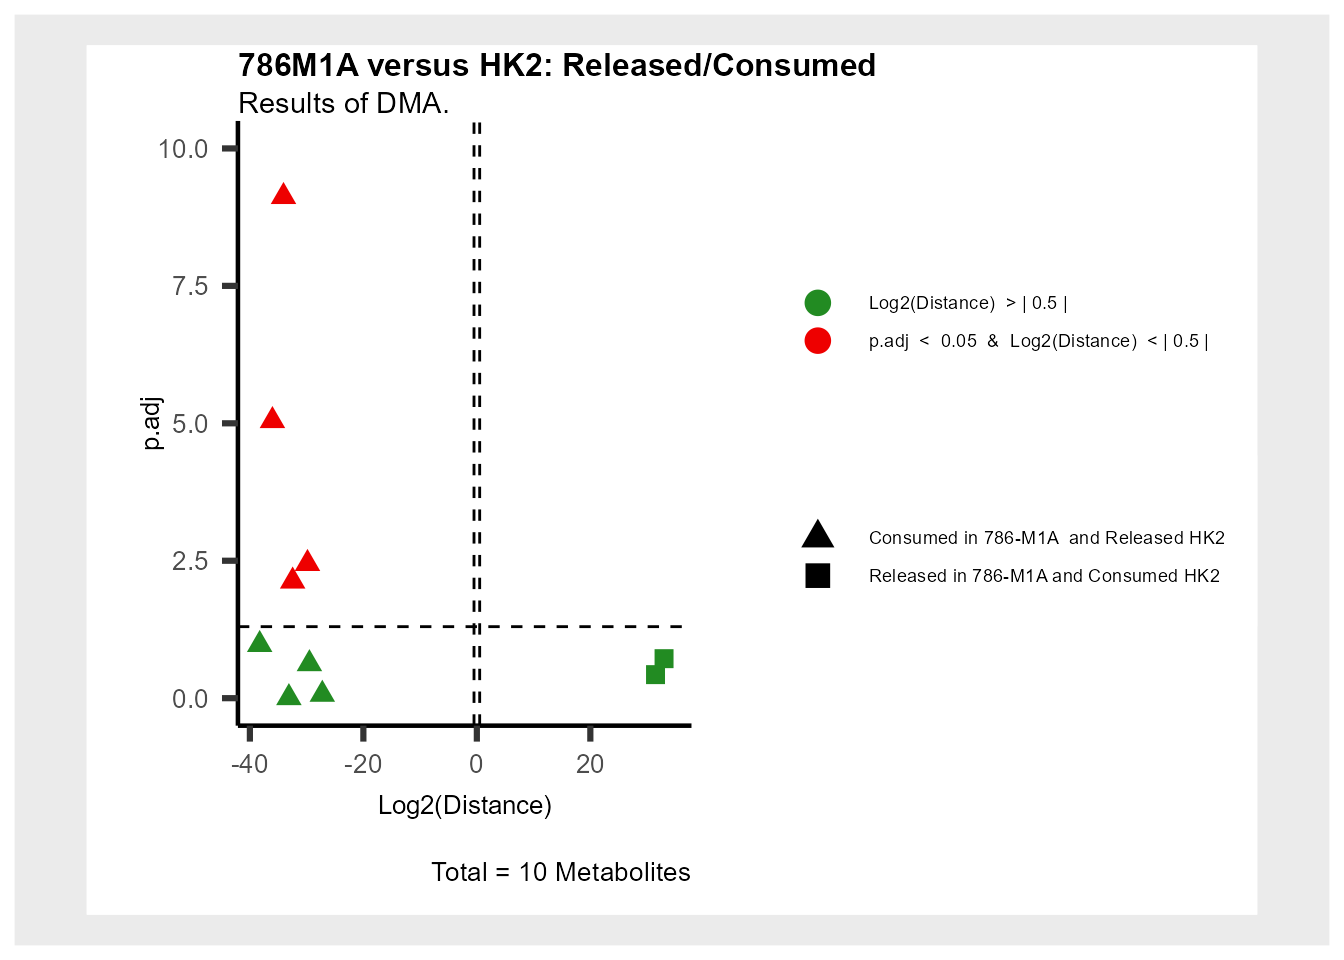 786M1A versus HK2: Released/Consumed
Results of DMA.
10.0
7.5
5.0
2.5
0.0
p.adj
-40
-20
0
20
Log2(Distance)
Total = 10 Metabolites
Log2(Distance) > | 0.5 |
p.adj < 0.05 & Log2(Distance) < | 0.5 |
Consumed in 786-M1A and Released HK2
Released in 786-M1A and Consumed HK2